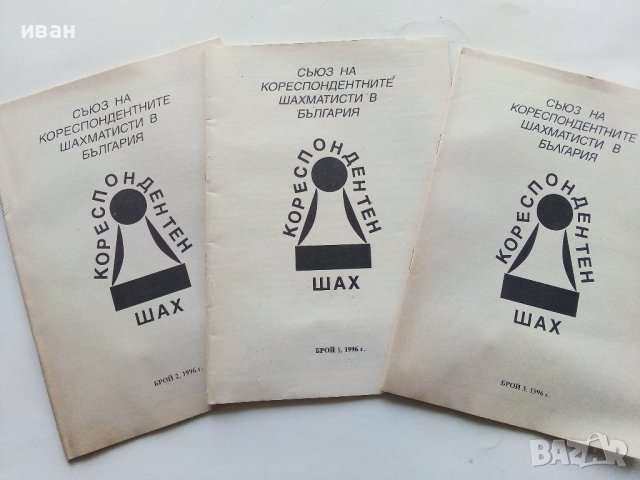 иван
СЪЮЗ НА
КОРЕСПОНДЕНТНИТЕ
ШАХМАТИСТИ В
БЪЛГАРИЯ
КОРЕСПОНДЕНТЕН
ШАХ
БРОЙ 2, 1996 г.
СЪЮЗ НА
КОРЕСПОНДЕНТНИТЕ
ШАХМАТИСТИ В
БЪЛГАРИЯ
КОРЕСПОНДЕНТЕН
ШАХ
БРОЙ 1, 1996 г.
СЪЮЗ НА
КОРЕСПОНДЕНТНИТЕ
ШАХМАТИСТИ В
БЪЛГАРИЯ
КОРЕСПОНДЕНТЕН
ШАХ
БРОЙ 3, 1996 г.
BAZAR